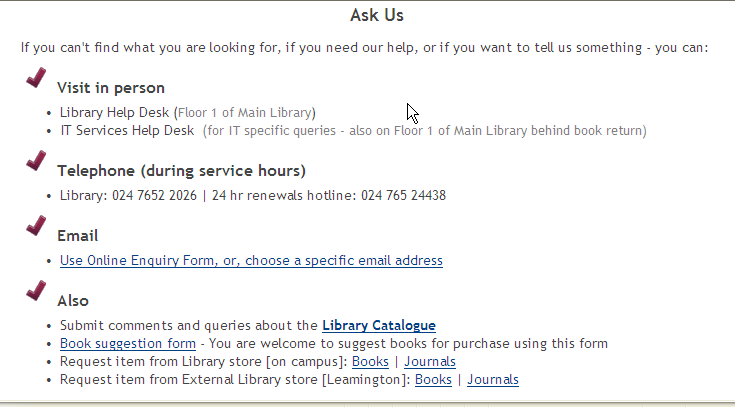 Ask Us
If you can't find what you are looking for, if you need our help, or if you want to tell us something - you can:
Visit in person
• Library Help Desk (Floor 1 of Main Library)
• IT Services Help Desk (for IT specific queries - also on Floor 1 of Main Library behind book return)
Telephone (during service hours)
• Library: 024 7652 2026 | 24 hr renewals hotline: 024 765 24438
Email
• Use Online Enquiry Form, or, choose a specific email address
Also
• Submit comments and queries about the Library Catalogue
• Book suggestion form - You are welcome to suggest books for purchase using this form
• Request item from Library store [on campus]: Books | Journals
• Request item from External Library store [Leamington]: Books | Journals